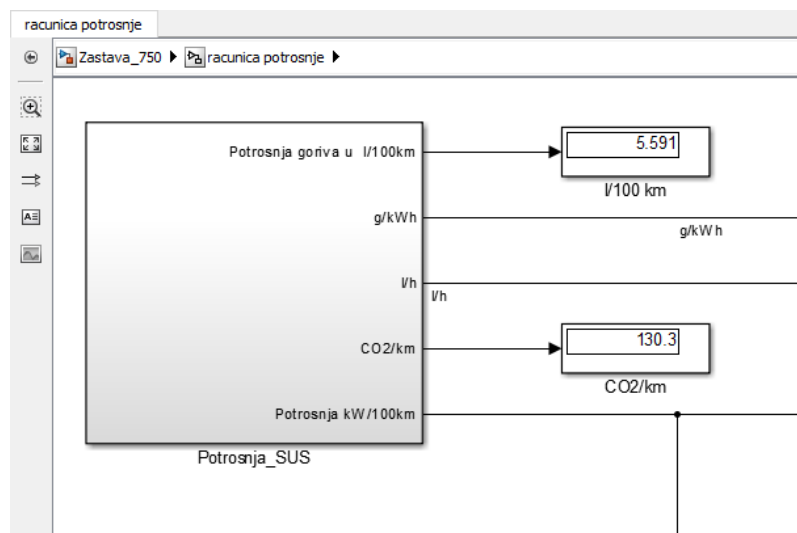 racunica potrosnje
Zastava_750 racunica potrosnje
Potrosnja goriva u l/100km
5.591
l/100 km
g/kWh
g/kWh
l/h
l/h
CO2/km
130.3
CO2/km
Potrosnja kW/100km
Potrosnja_SUS